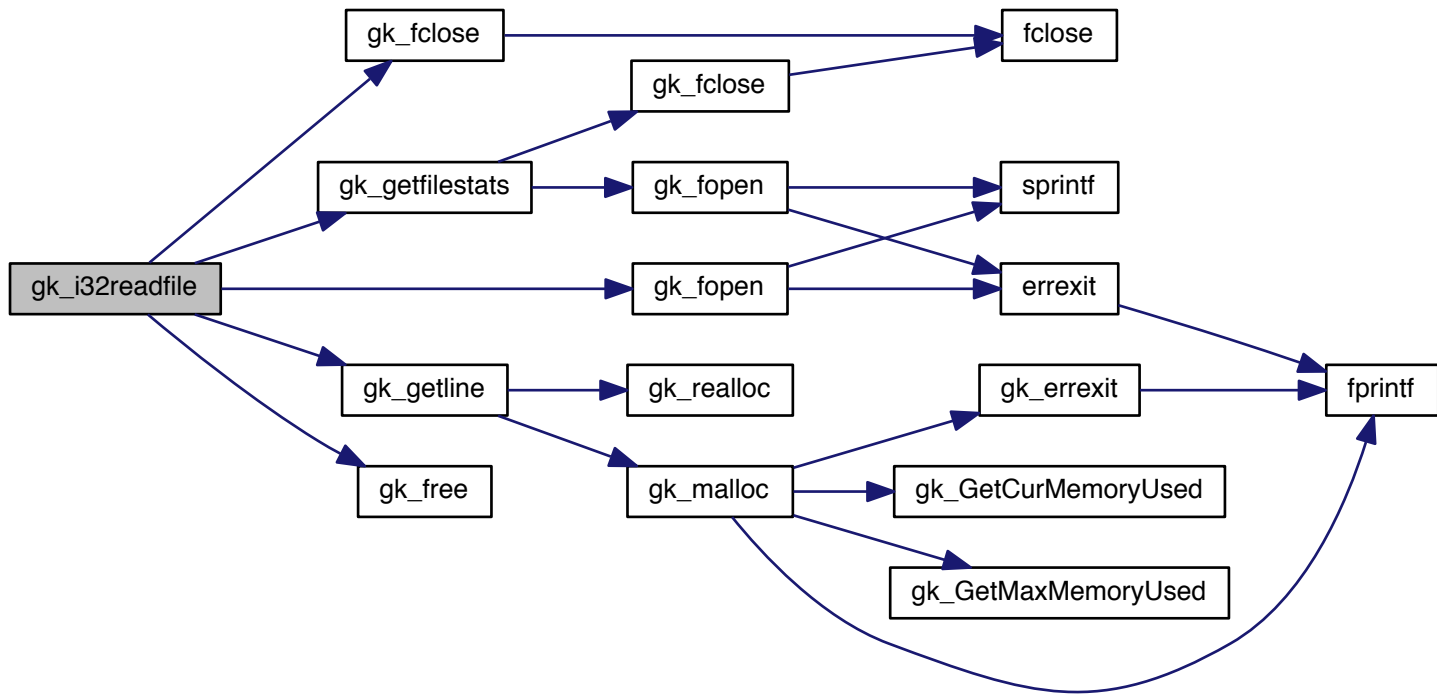 gk_fclose
fclose
gk_fclose
gk_getfilestats
gk_fopen
sprintf
gk_i32readfile
gk_fopen
errexit
gk_getline
gk_realloc
gk_errexit
fprintf
gk_free
gk_malloc
gk_GetCurMemoryUsed
gk_GetMaxMemoryUsed